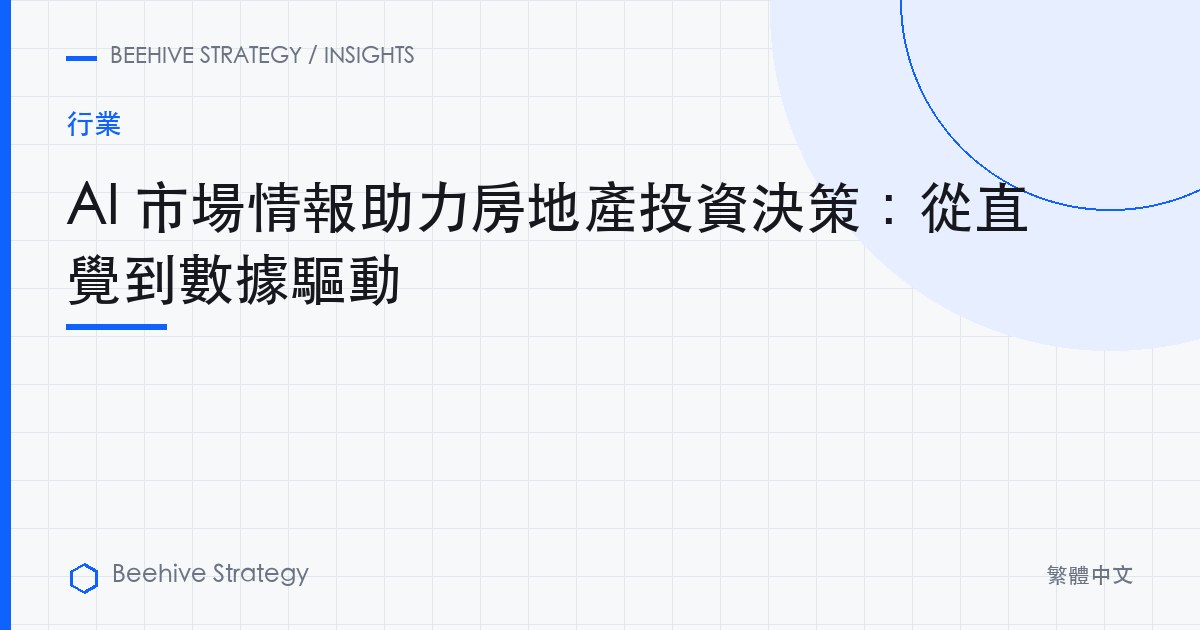 BEEHIVE STRATEGY / INSIGHTS
行業
AI 市場情報助力房地產投資決策：從直
覺到數據驅動
Beehive Strategy
繁體中文